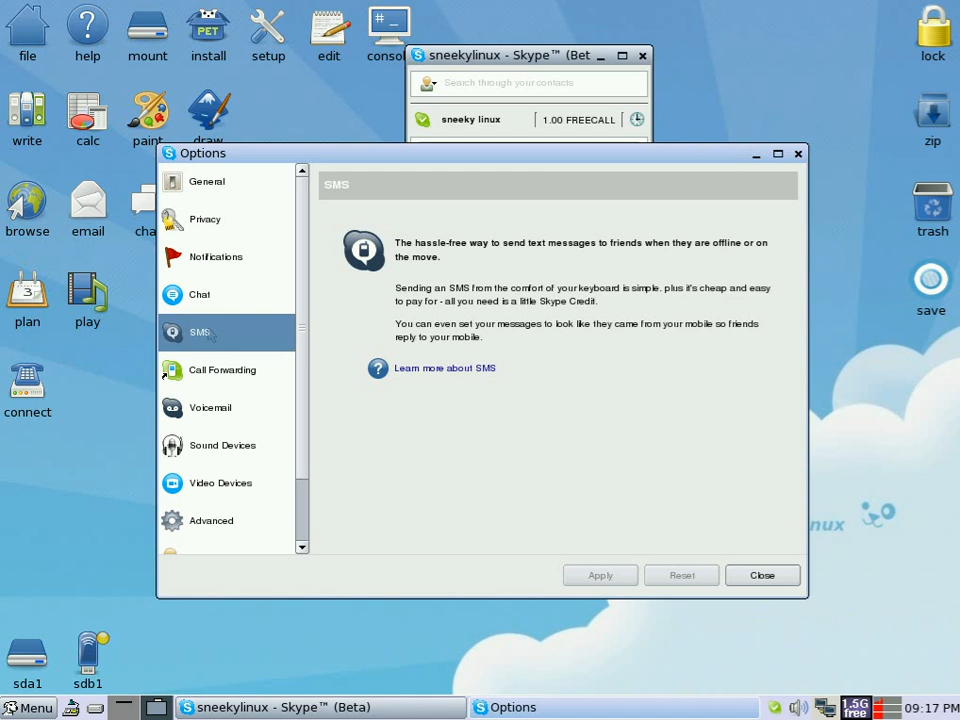 file
help
mount
install
setup
edit
lock
PET
#_
sneekylinux - Skype™ (Bet
Search through your contacts
sneeky linux
1.00 FREECALL
write
calc
zip
Options
General
Privacy
Notifications
Chat
SMS
Call Forwarding
Voicemail
Sound Devices
Video Devices
Advanced
SMS
The hassle-free way to send text messages to friends when they are offline or on
the move.
Sending an SMS from the comfort of your keyboard is simple. plus it's cheap and easy
to pay for - all you need is a little Skype Credit.
You can even set your messages to look like they came from your mobile so friends
reply to your mobile.
Learn more about SMS
Apply
Reset
Close
browse
email
trash
plan
31
play
save
connect
sda1
sdb1
Menu
sneekylinux - Skype™ (Beta)
Options
1.5G
free
09:17 PM